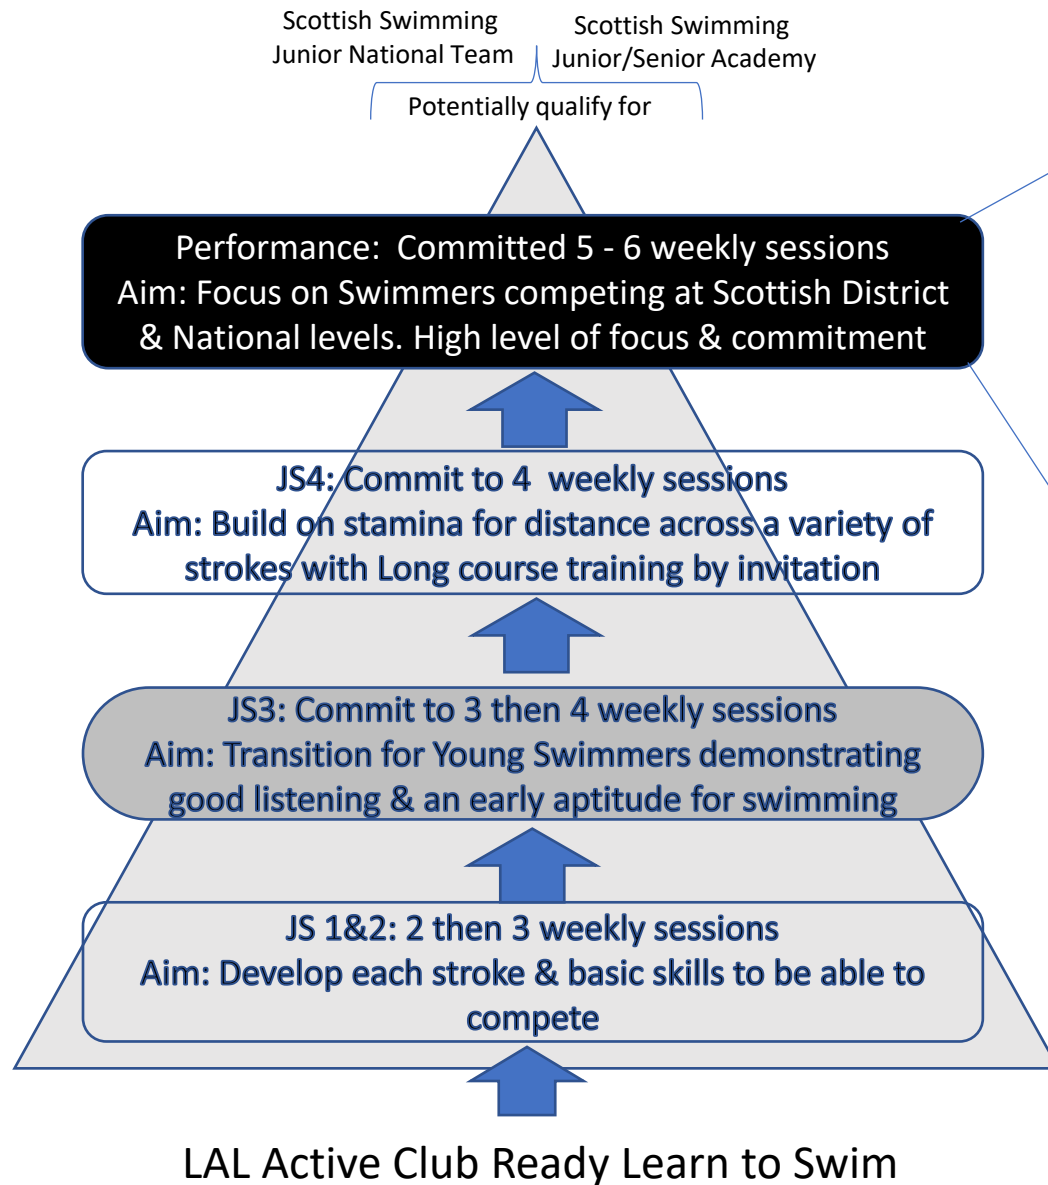 Scottish Swimming
Junior National Team
Scottish Swimming
Junior/Senior Academy
Potentially qualify for
Performance: Committed 5 - 6 weekly sessions
Aim: Focus on Swimmers competing at Scottish District
& National levels. High level of focus & commitment
JS4: Commit to 4 weekly sessions
Aim: Build on stamina for distance across a variety of
strokes with Long course training by invitation
JS3: Commit to 3 then 4 weekly sessions
Aim: Transition for Young Swimmers demonstrating
good listening & an early aptitude for swimming
JS 1&2: 2 then 3 weekly sessions
Aim: Develop each stroke & basic skills to be able to
compete
LAL Active Club Ready Learn to Swim